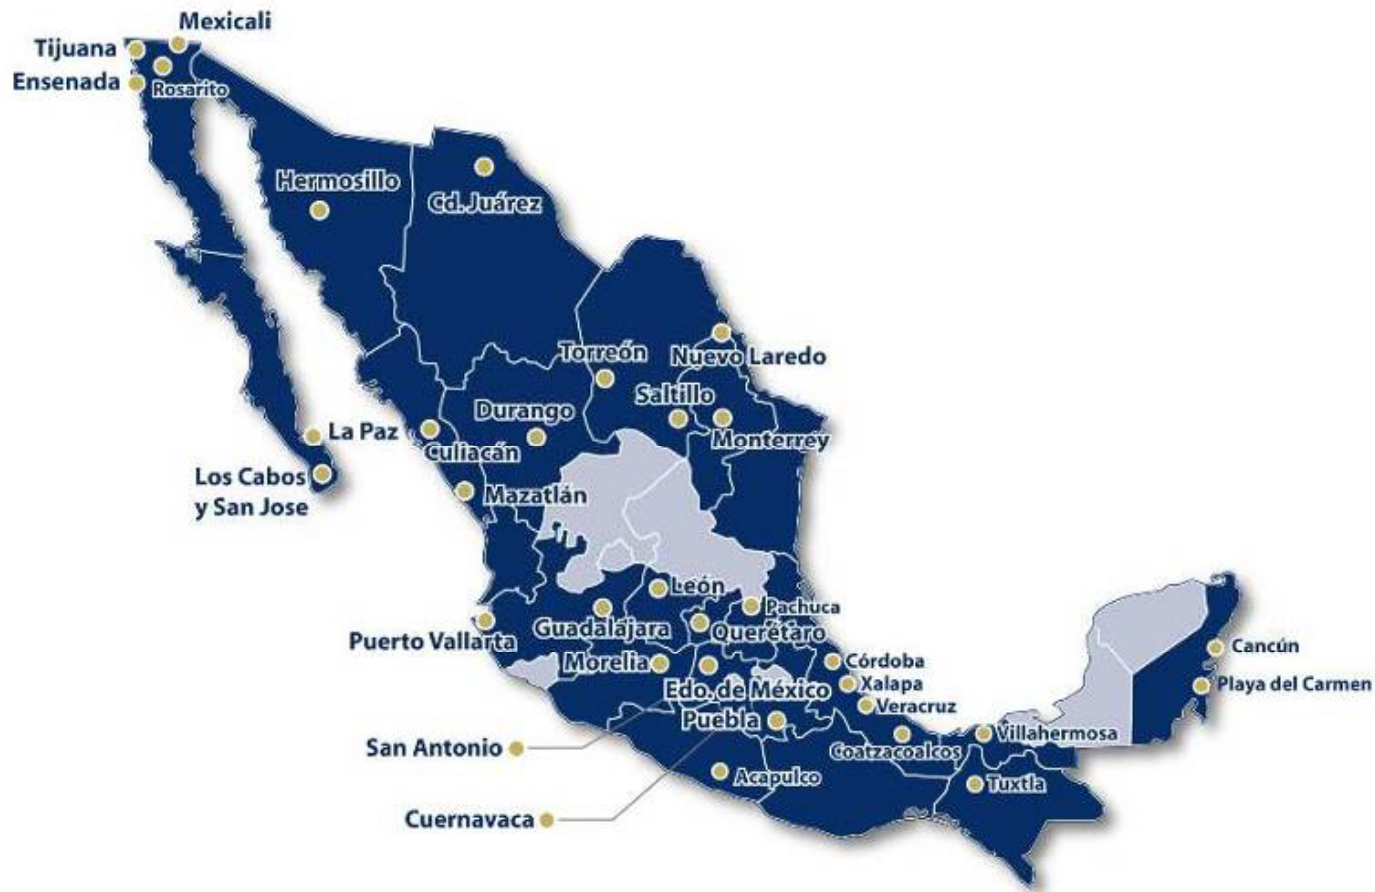 Mexicali
Tijuana
Ensenada
Rosarito
Hermosillo
Cd. Juárez
Torreón
Nuevo Laredo
Saltillo
Durango
Monterrey
La Paz
Culiacán
Los Cabos
y San Jose
Mazatlán
León
Pachuca
Guadalajara
Querétaro
Puerto Vallarta
Morelia
Córdoba
Cancún
Edo. de México
Xalapa
Playa del Carmen
Veracruz
Puebla
San Antonio
Coatzacoalcos
Villahermosa
Acapulco
Tuxtla
Cuernavaca